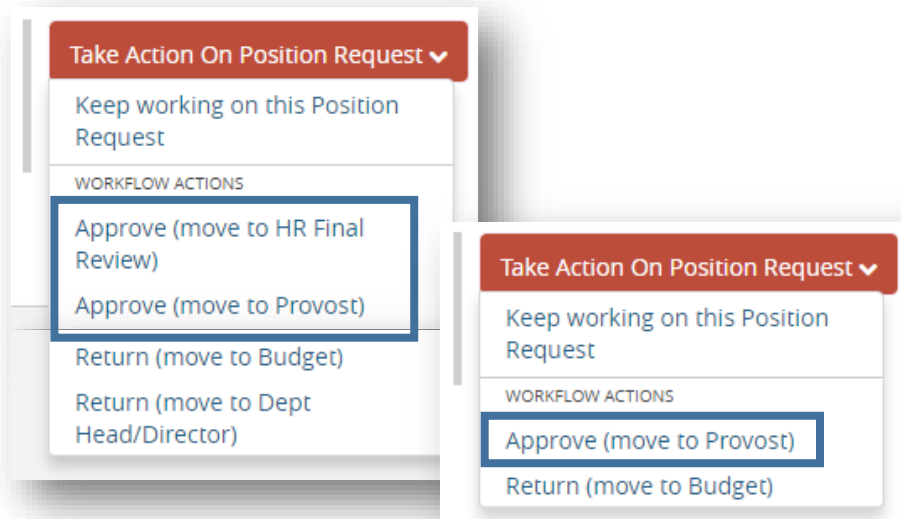 Take Action On Position Request
Keep working on this Position
Request
WORKFLOW ACTIONS
Approve (move to HR Final
Review)
Approve (move to Provost)
Return (move to Budget)
Return (move to Dept
Head/Director)
Take Action On Position Request
Keep working on this Position
Request
WORKFLOW ACTIONS
Approve (move to Provost)
Return (move to Budget)